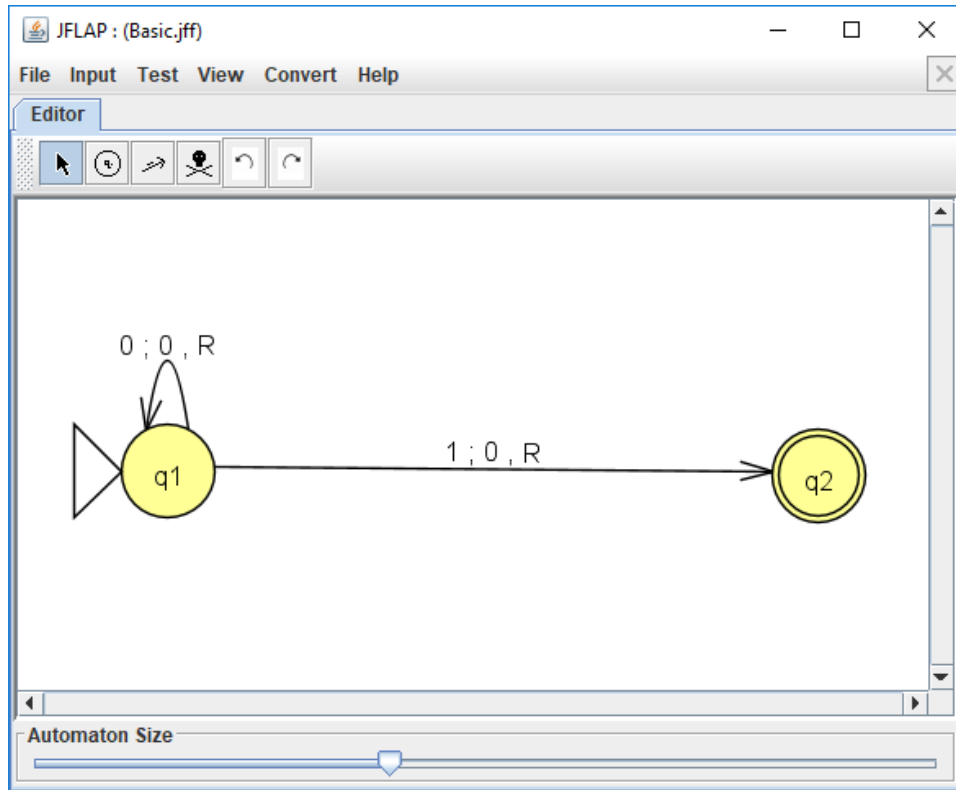 JFLAP : (Basic.jff)
File Input Test View Convert Help
Editor
0 ; 0 , R
1 ; 0 , R
q1
q2
Automaton Size